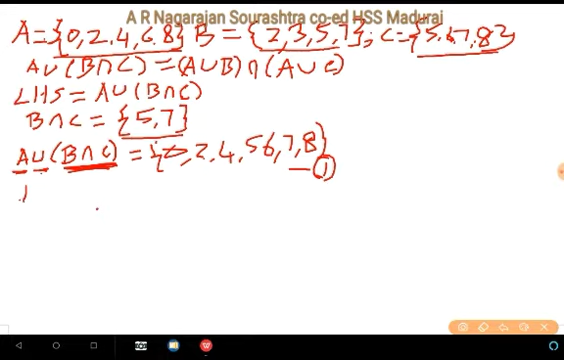 A R Nagarajan Sourashtra co-ed HSS Madurai
A={0,2,4,6,8} B={2,3,5,7}; C={5,6,7,8}
A∪(B∩C)=(A∪B)∩(A∪C)
LHS=A∪(B∩C)
B∩C={5,7}
A∪(B∩C)={0,2,4,5 6,7,8}
—①